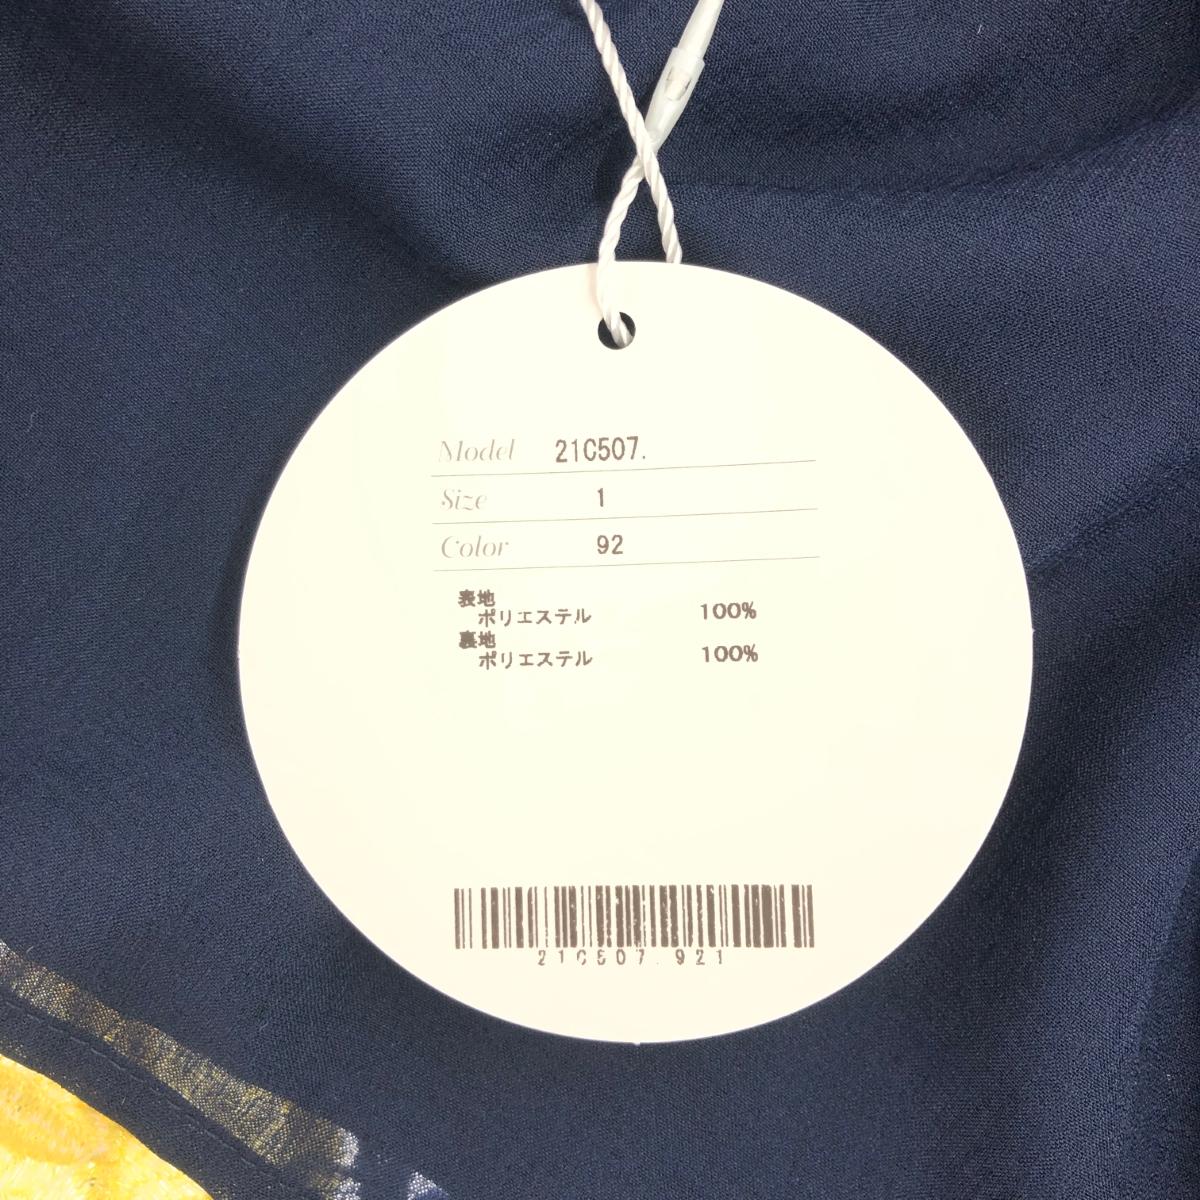 Model 21C507.
Size 1
Color 92
表地
ポリエステル 100%
裏地
ポリエステル 100%
21C507.921